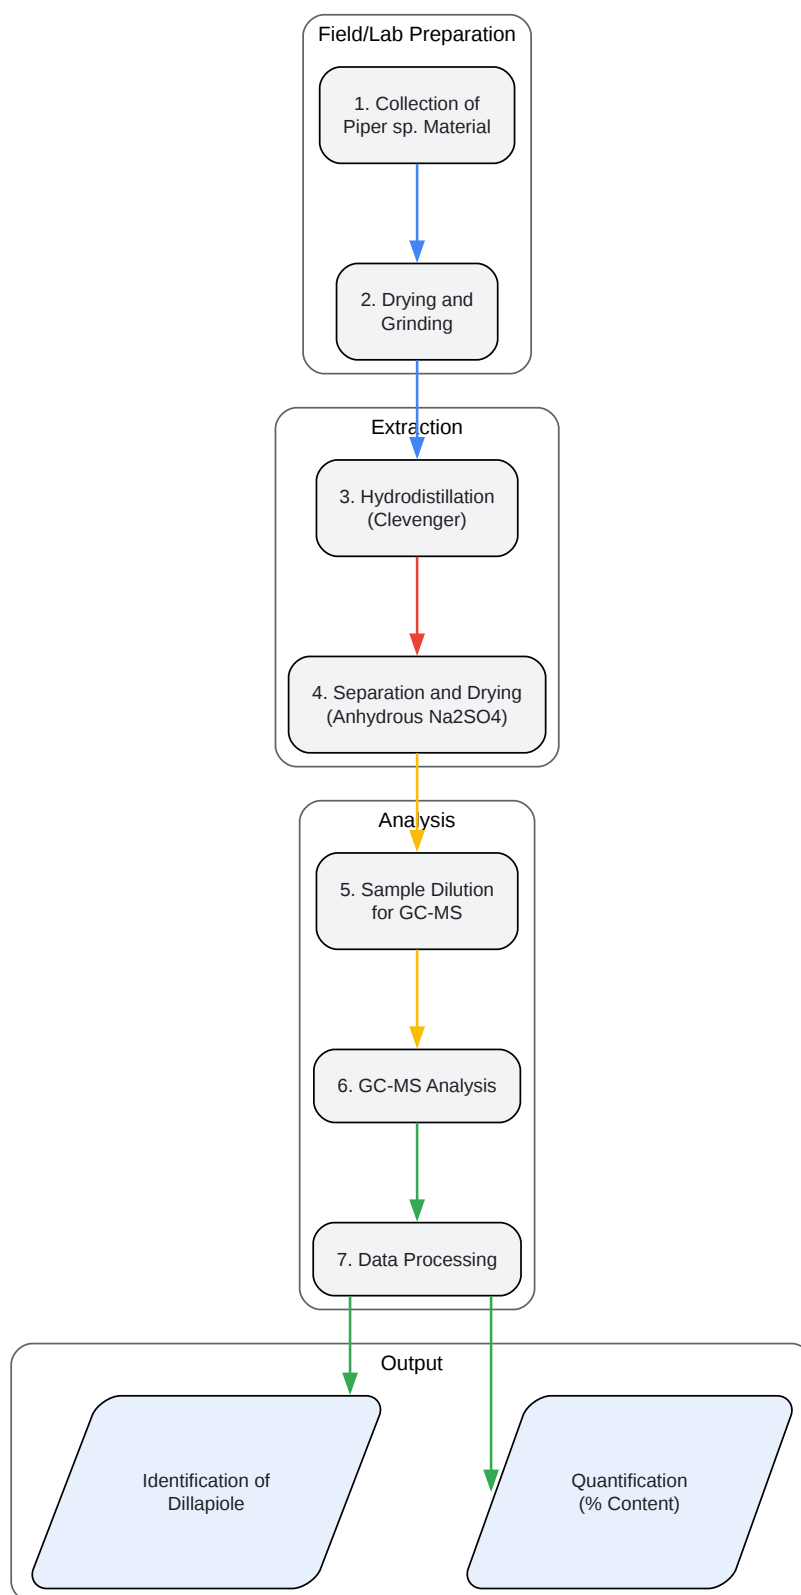 Field/Lab Preparation
1. Collection of
Piper sp. Material
2. Drying and
Grinding
Extraction
3. Hydrodistillation
(Clevenger)
4. Separation and Drying
(Anhydrous Na2SO4)
Analysis
5. Sample Dilution
for GC-MS
6. GC-MS Analysis
7. Data Processing
Output
Identification of
Dillapiole
Quantification
(% Content)